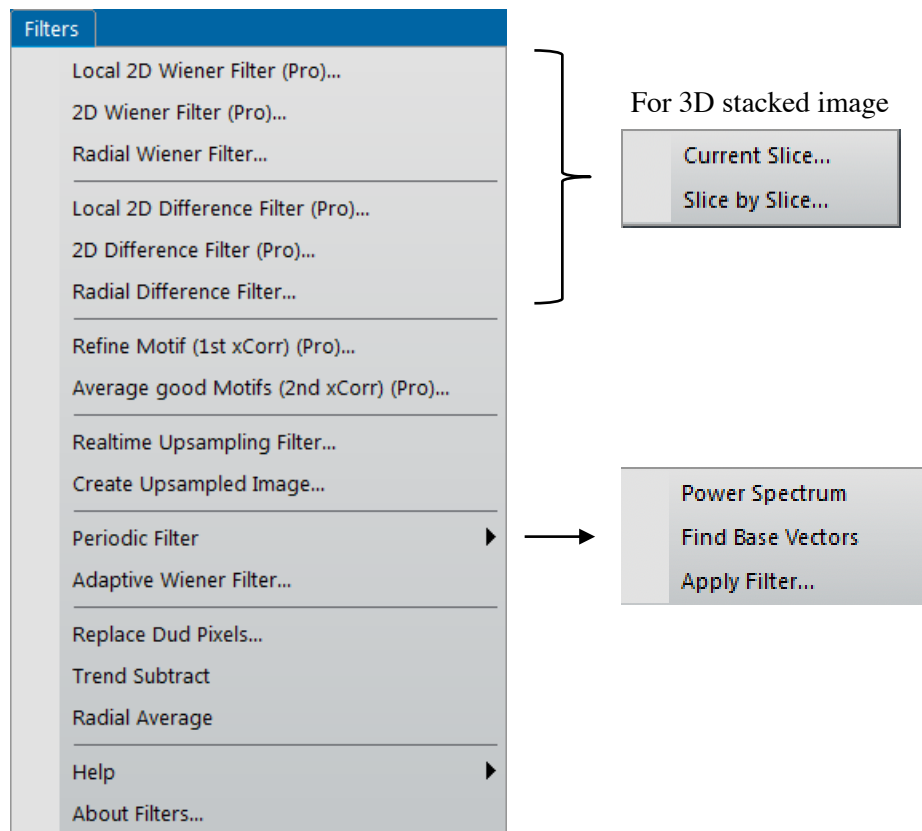 Filters
Local 2D Wiener Filter (Pro)...
2D Wiener Filter (Pro)...
Radial Wiener Filter...
Local 2D Difference Filter (Pro)...
2D Difference Filter (Pro)...
Radial Difference Filter...
Refine Motif (1st xCorr) (Pro)...
Average good Motifs (2nd xCorr) (Pro)...
Realtime Upsampling Filter...
Create Upsampled Image...
Periodic Filter
Adaptive Wiener Filter...
Replace Dud Pixels...
Trend Subtract
Radial Average
Help
About Filters...
For 3D stacked image
Current Slice...
Slice by Slice...
Power Spectrum
Find Base Vectors
Apply Filter...